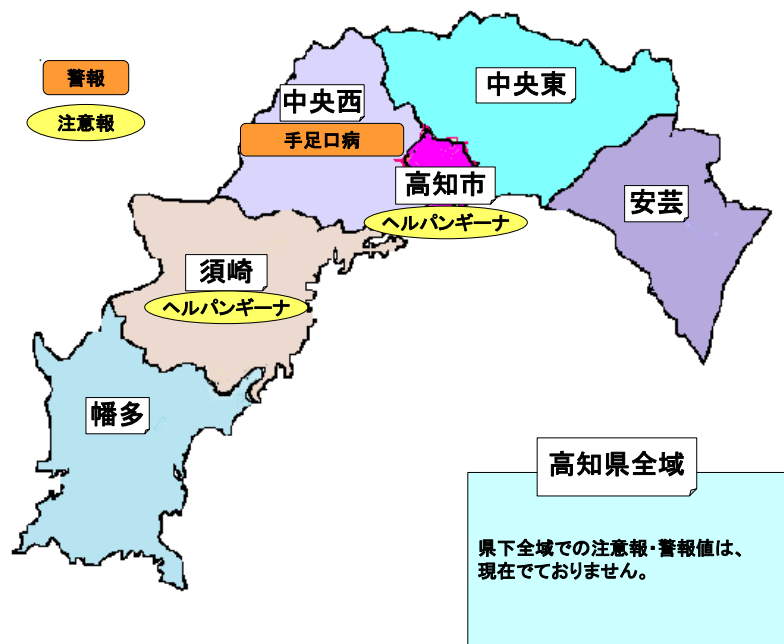 警報
注意報
中央西
手足口病
中央東
高知市
ヘルパンギーナ
安芸
須崎
ヘルパンギーナ
幡多
高知県全域
県下全域での注意報・警報値は、
現在でておりません。